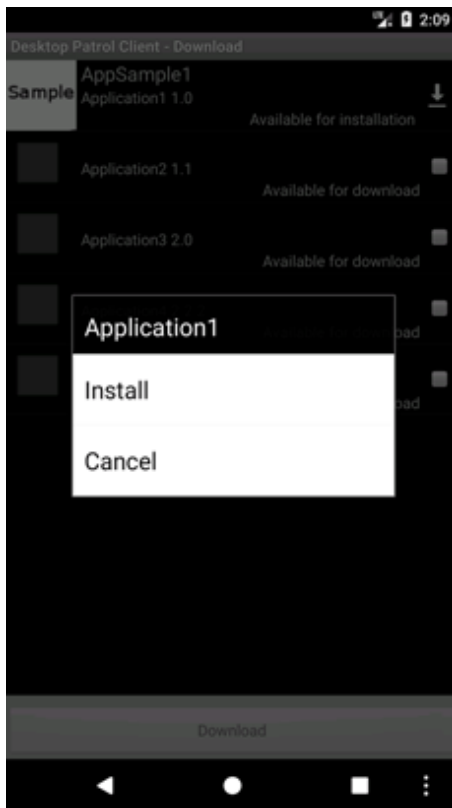 LTE 2:09
Desktop Patrol Client - Download
Sample
AppSample1
Application1 1.0
Available for installation
Application2 1.1
Available for download
Application3 2.0
Available for download
Application1
Install
Cancel
Download